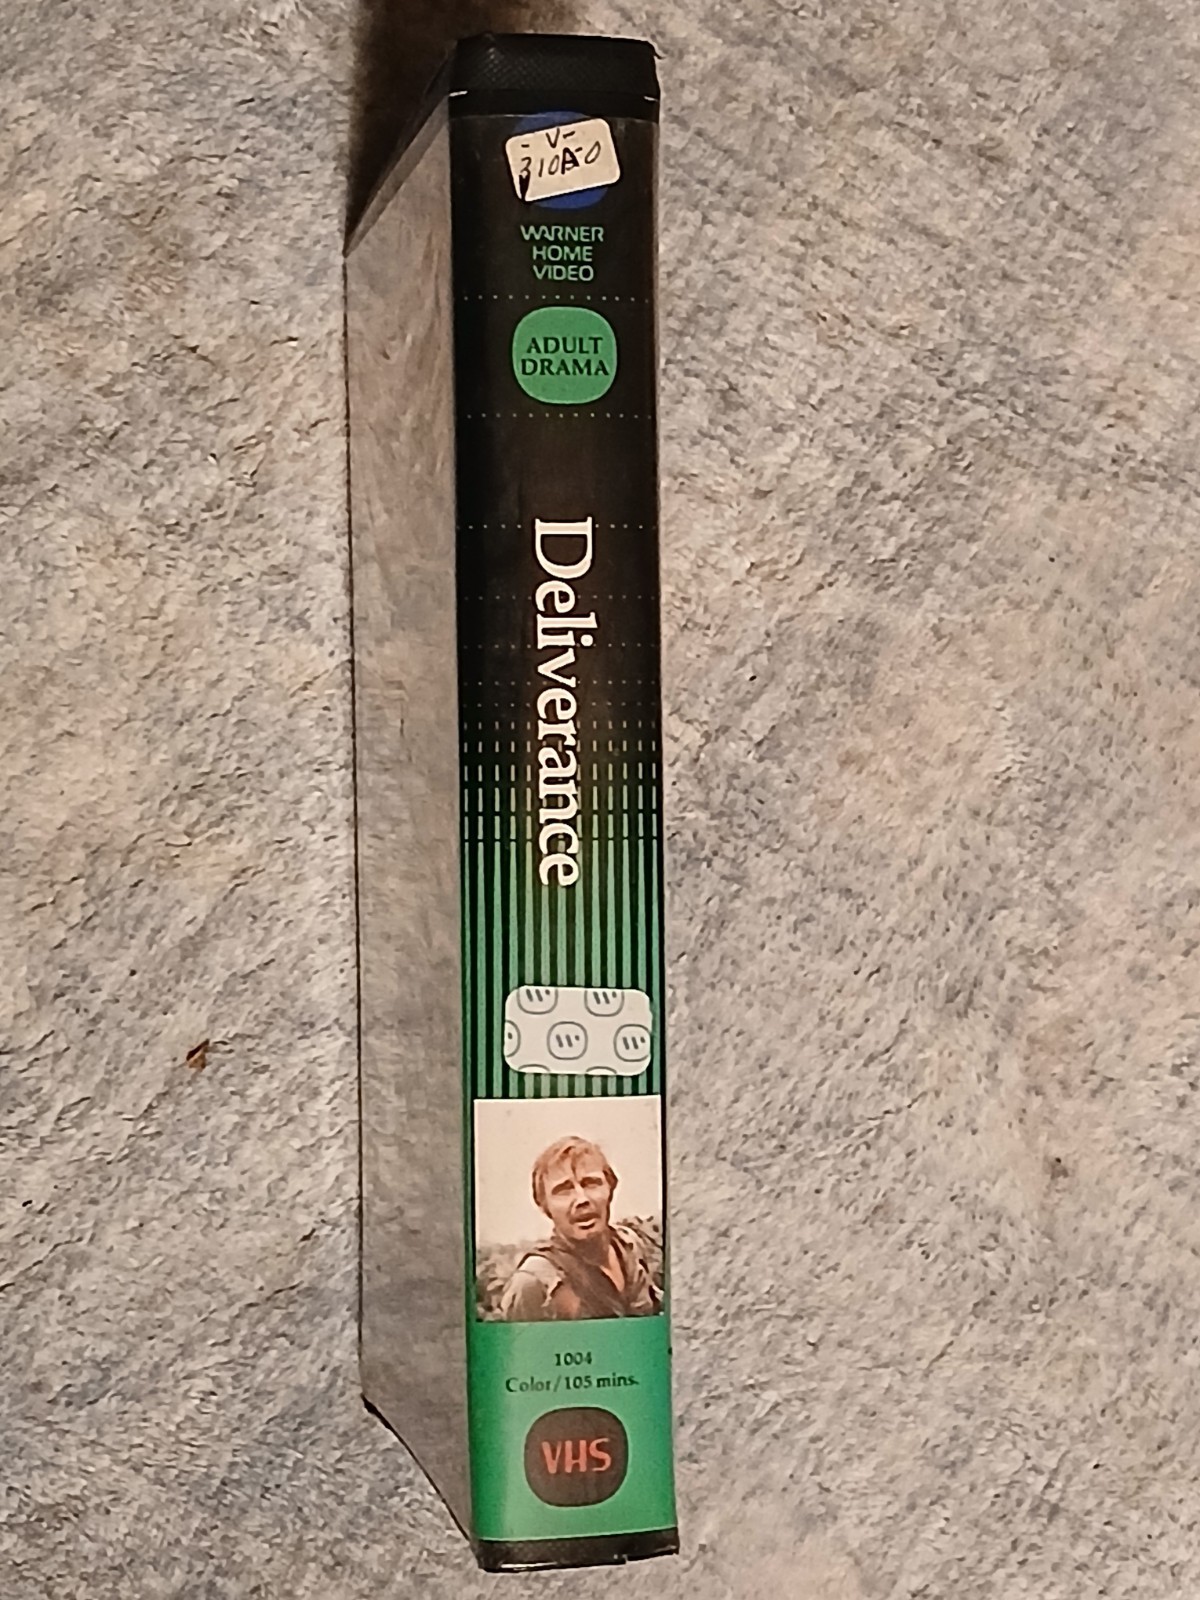 - V-
WARNER
HOME
VIDEO
ADULT
DRAMA
Deliverance
1004
Color/105 mins.
VHS